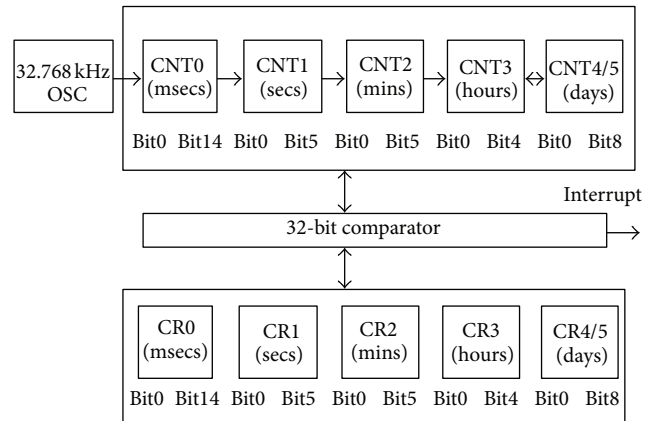 32.768 kHz
OSC
CNT0
(msecs)
CNT1
(secs)
CNT2
(mins)
CNT3
(hours)
CNT4/5
(days)
Bit0 Bit14 Bit0 Bit5 Bit0 Bit5 Bit0 Bit4 Bit0 Bit8
Interrupt
32-bit comparator
CR0
(msecs)
CR1
(secs)
CR2
(mins)
CR3
(hours)
CR4/5
(days)
Bit0 Bit14 Bit0 Bit5 Bit0 Bit5 Bit0 Bit4 Bit0 Bit8